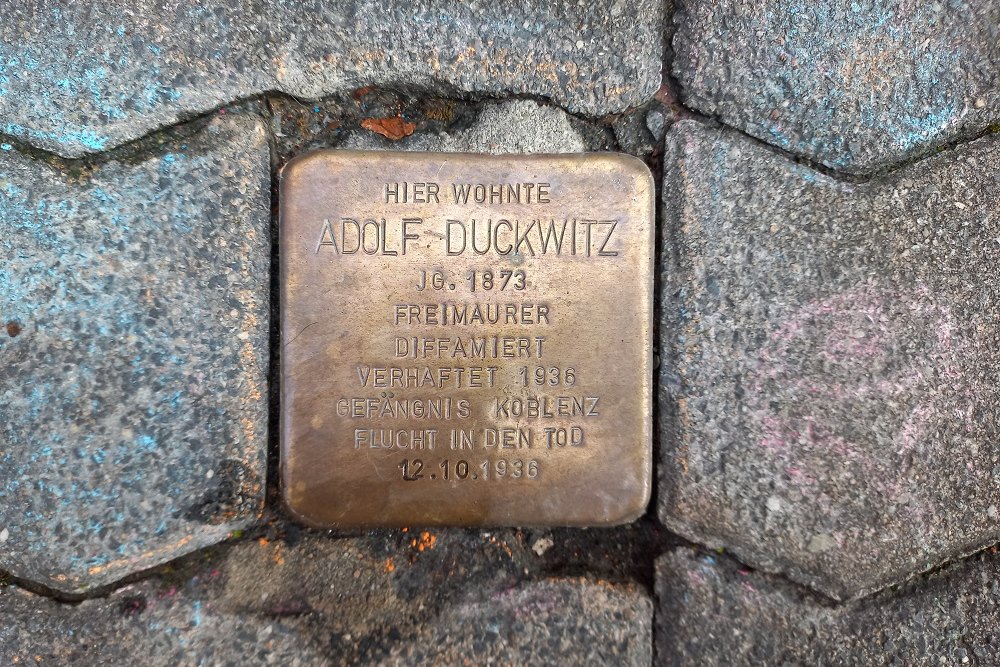 HIER WOHNTE
ADOLF DUCKWITZ
JG. 1873
FREIMAURER
DIFFAMIERT
VERHAFTET 1936
GEFÄNGNIS KOBLENZ
FLUCHT IN DEN TOD
12.10.1936